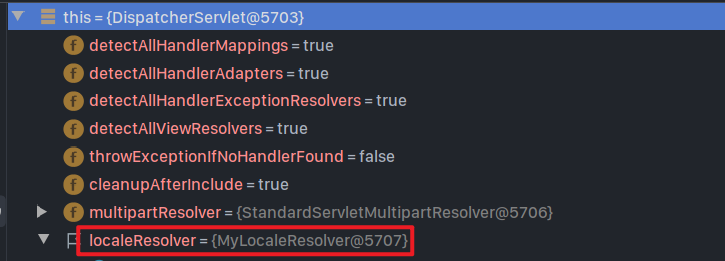 this = {DispatcherServlet@5703}
f detectAllHandlerMappings = true
f detectAllHandlerAdapters = true
f detectAllHandlerExceptionResolvers = true
f detectAllViewResolvers = true
f throwExceptionIfNoHandlerFound = false
f cleanupAfterInclude = true
f multipartResolver = {StandardServletMultipartResolver@5706}
localeResolver = {MyLocaleResolver@5707}